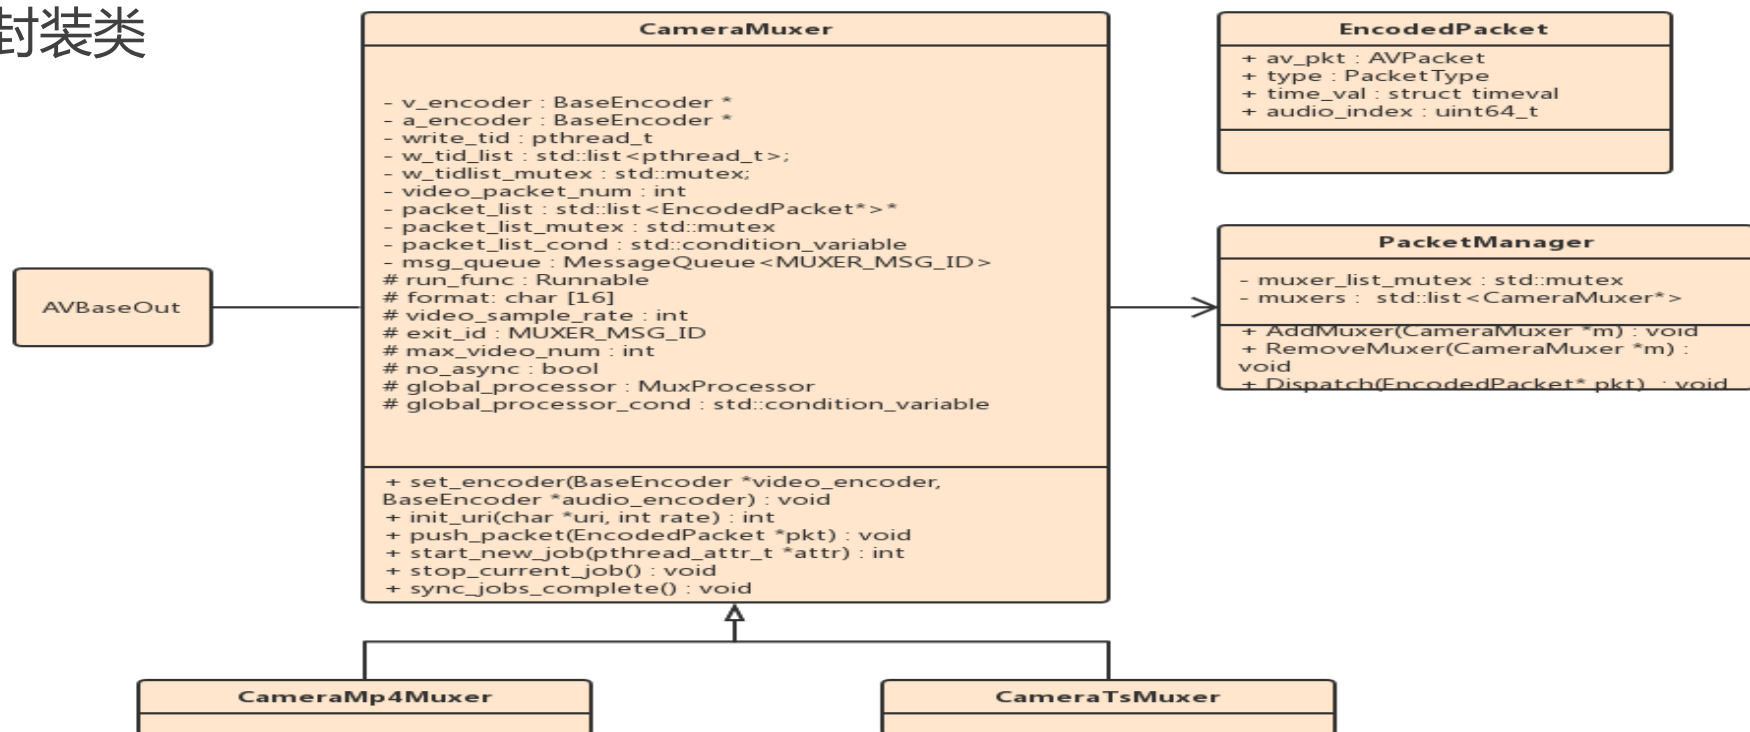 封装类
CameraMuxer
- v_encoder : BaseEncoder *
- a_encoder : BaseEncoder *
- write_tid : pthread_t
- w_tid_list : std::list<pthread_t>;
- w_tidlist_mutex : std::mutex;
- video_packet_num : int
- packet_list : std::list<EncodedPacket*>*
- packet_list_mutex : std::mutex
- packet_list_cond : std::condition_variable
- msg_queue : MessageQueue<MUXER_MSG_ID>
# run_func : Runnable
# format: char [16]
# video_sample_rate : int
# exit_id : MUXER_MSG_ID
# max_video_num : int
# no_async : bool
# global_processor : MuxProcessor
# global_processor_cond : std::condition_variable
+ set_encoder(BaseEncoder *video_encoder,
BaseEncoder *audio_encoder) : void
+ init_uri(char *uri, int rate) : int
+ push_packet(EncodedPacket *pkt) : void
+ start_new_job(pthread_attr_t *attr) : int
+ stop_current_job() : void
+ sync_jobs_complete() : void
EncodedPacket
+ av_pkt : AVPacket
+ type : PacketType
+ time_val : struct timeval
+ audio_index : uint64_t
AVBaseOut
PacketManager
- muxer_list_mutex : std::mutex
- muxers : std::list<CameraMuxer*>
+ AddMuxer(CameraMuxer *m) : void
+ RemoveMuxer(CameraMuxer *m) :
void
+ Dispatch(EncodedPacket* pkt) : void
CameraMp4Muxer
CameraTsMuxer